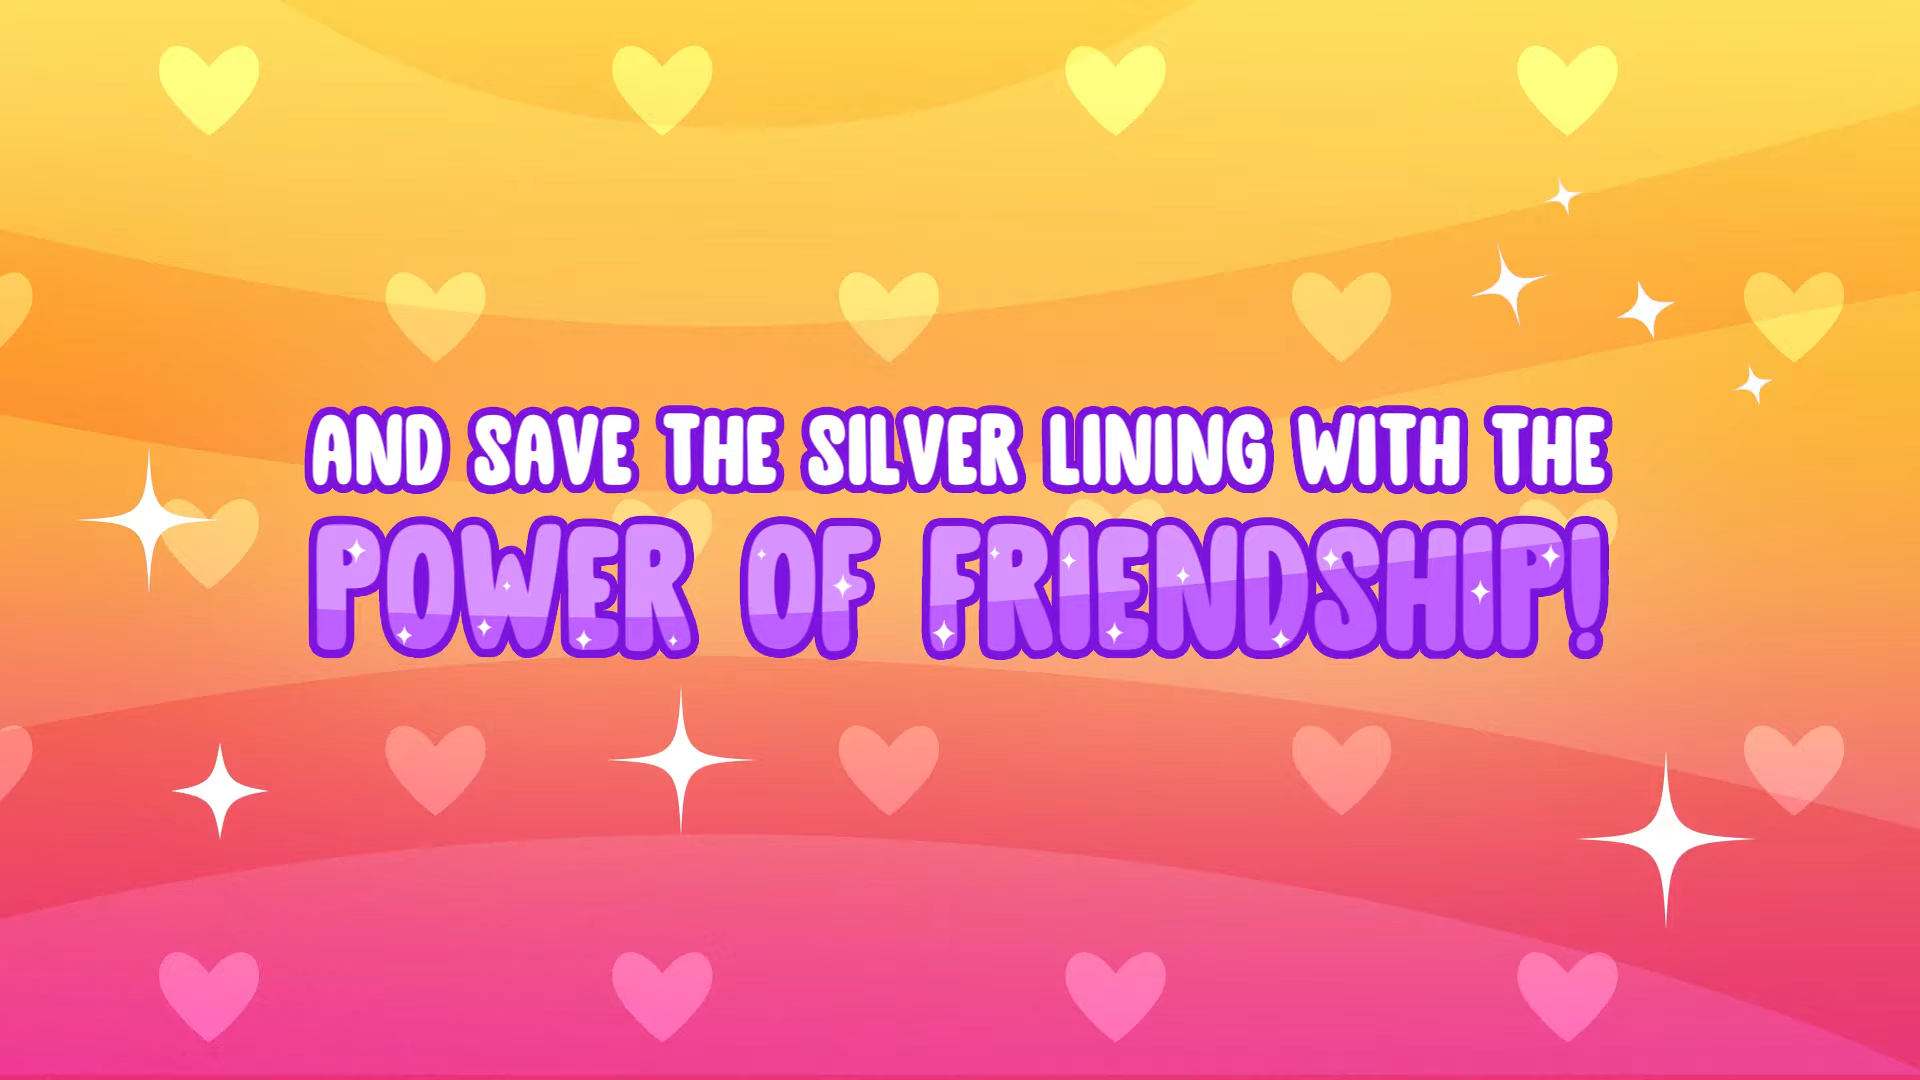 AND SAVE THE SILVER LINING WITH THE
POWER OF FRIENDSHIP!